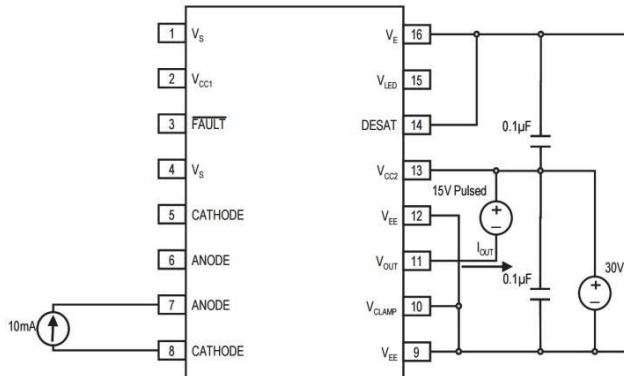 1 VS VE 16
2 VCC1 VLED 15
3 FAULT DESAT 14
0.1µF
4 VS VCC2 13
15V Pulsed
5 CATHODE VEE 12
+
−
IOUT
6 ANODE VOUT 11
30V
+
−
0.1µF
7 ANODE VCLAMP 10
10mA
8 CATHODE VEE 9